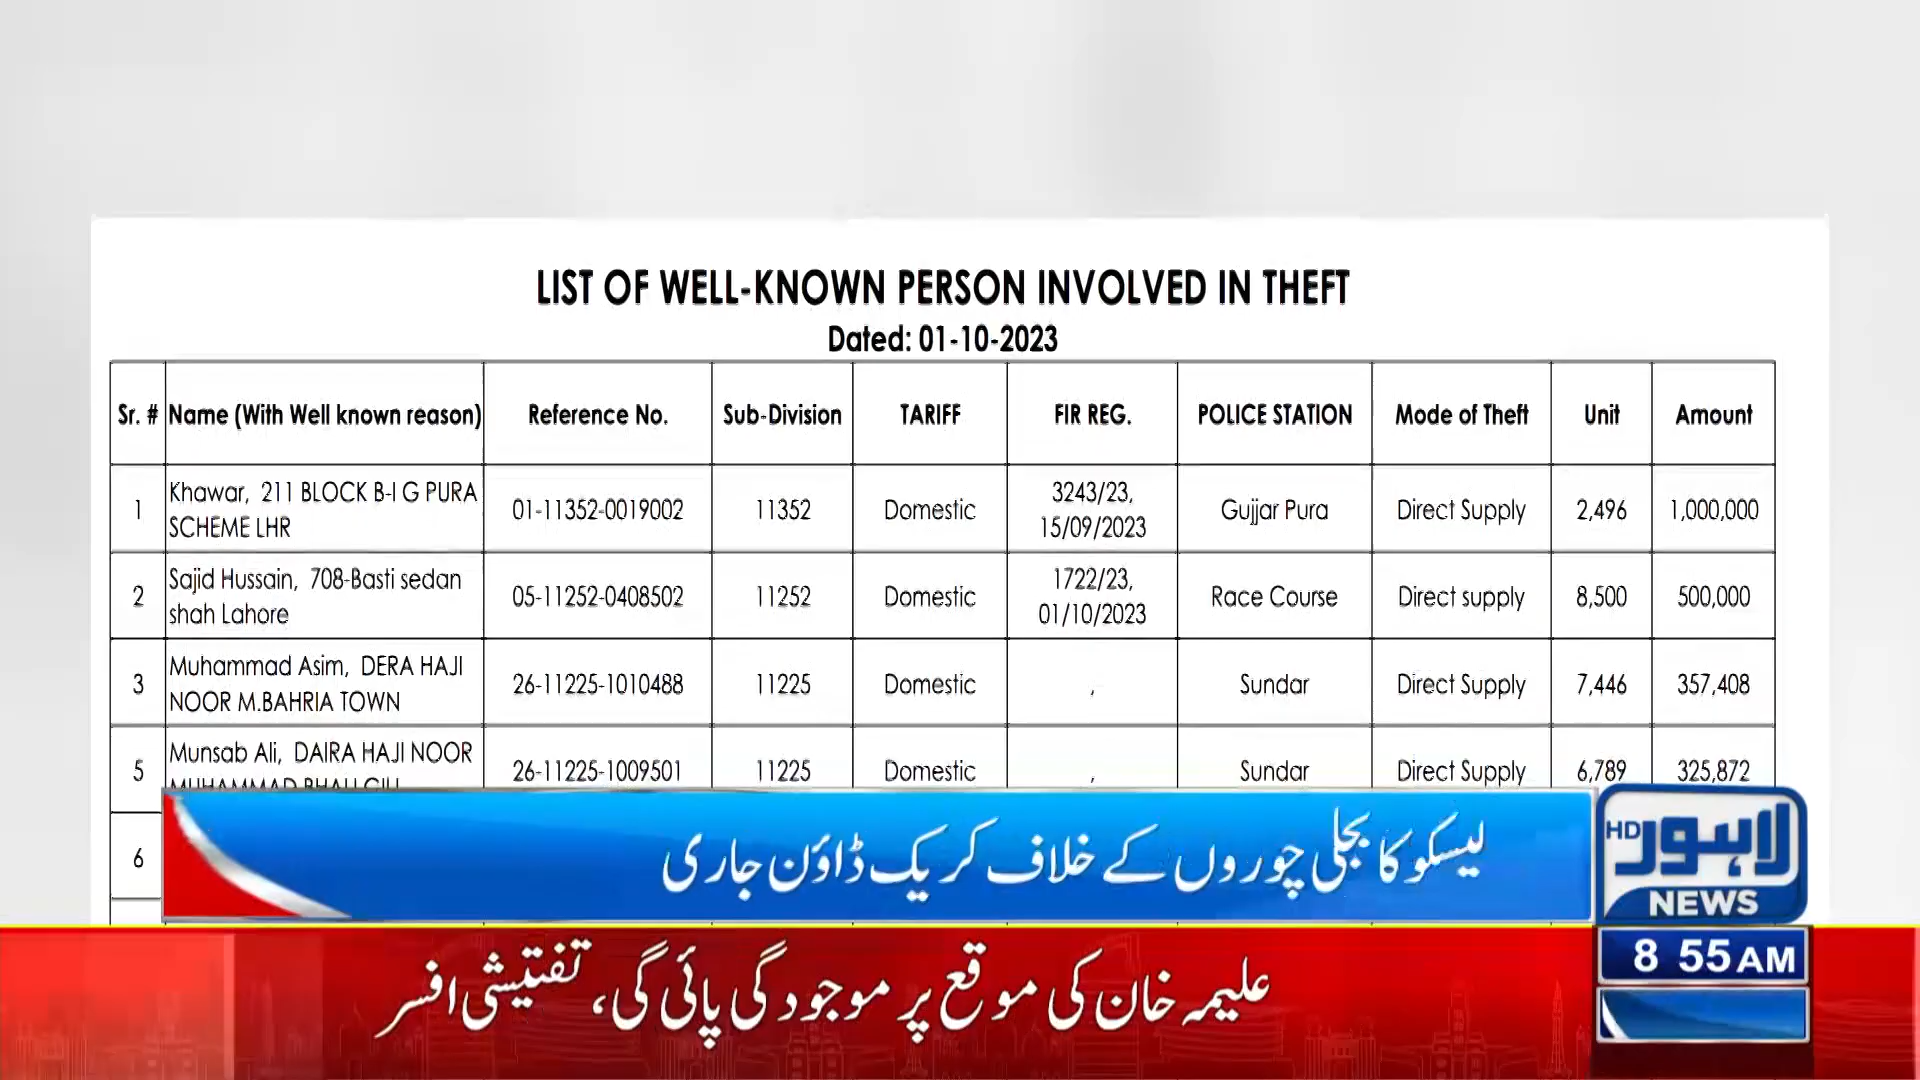 LIST OF WELL-KNOWN PERSON INVOLVED IN THEFT
Dated: 01-10-2023
Sr. # Name (With Well known reason) Reference No. Sub-Division TARIFF FIR REG. POLICE STATION Mode of Theft Unit Amount
1 Khawar, 211 BLOCK B-I G PURA SCHEME LHR 01-11352-0019002 11352 Domestic 3243/23, 15/09/2023 Gujjar Pura Direct Supply 2,496 1,000,000
2 Sajid Hussain, 708-Basti sedan shah Lahore 05-11252-0408502 11252 Domestic 1722/23, 01/10/2023 Race Course Direct supply 8,500 500,000
3 Muhammad Asim, DERA HAJI NOOR M.BAHRIA TOWN 26-11225-1010488 11225 Domestic , Sundar Direct Supply 7,446 357,408
5 Munsab Ali, DAIRA HAJI NOOR 26-11225-1009501 11225 Domestic , Sundar Direct Supply 6,789 325,872
6
لیسکو کا بجلی چوروں کے خلاف کریک ڈاؤن جاری
لاہور HD
NEWS
علیمہ خان کی موقع پر موجودگی پائی گی، تفتیشی افسر
8 55 AM